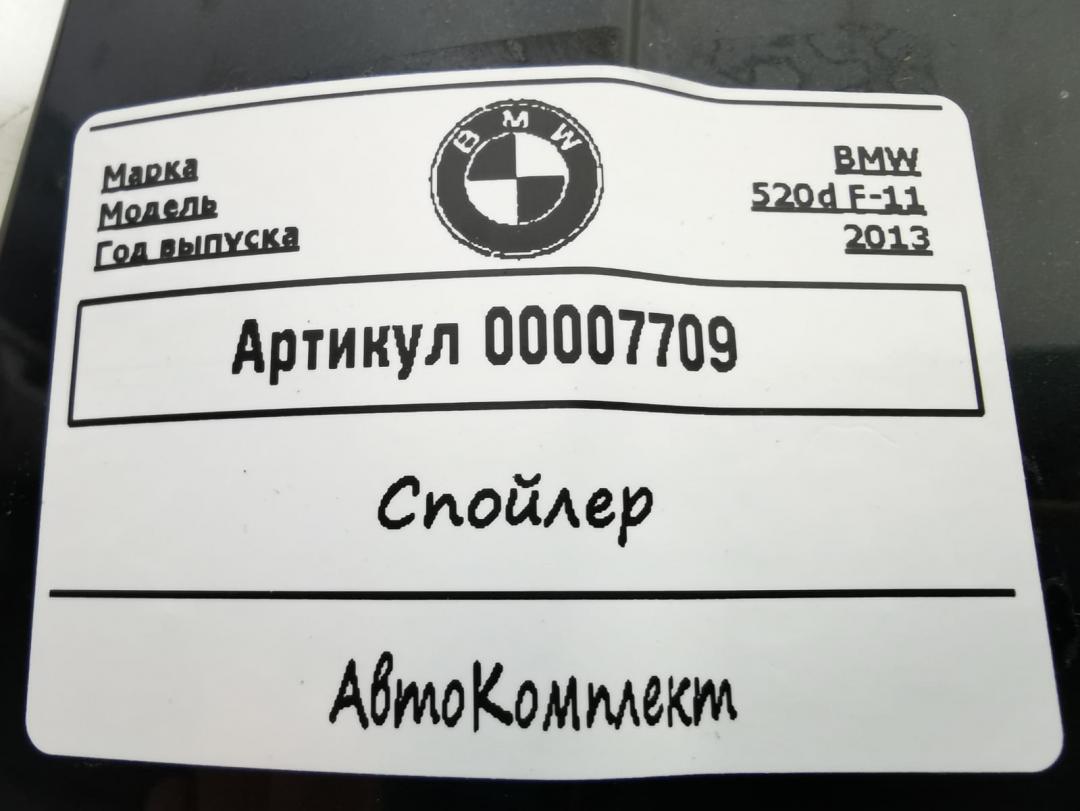 BMW
Марка BMW
Модель 520d F-11
Год выпуска 2013
Артикул 00007709
Спойлер
АвтоКомплект